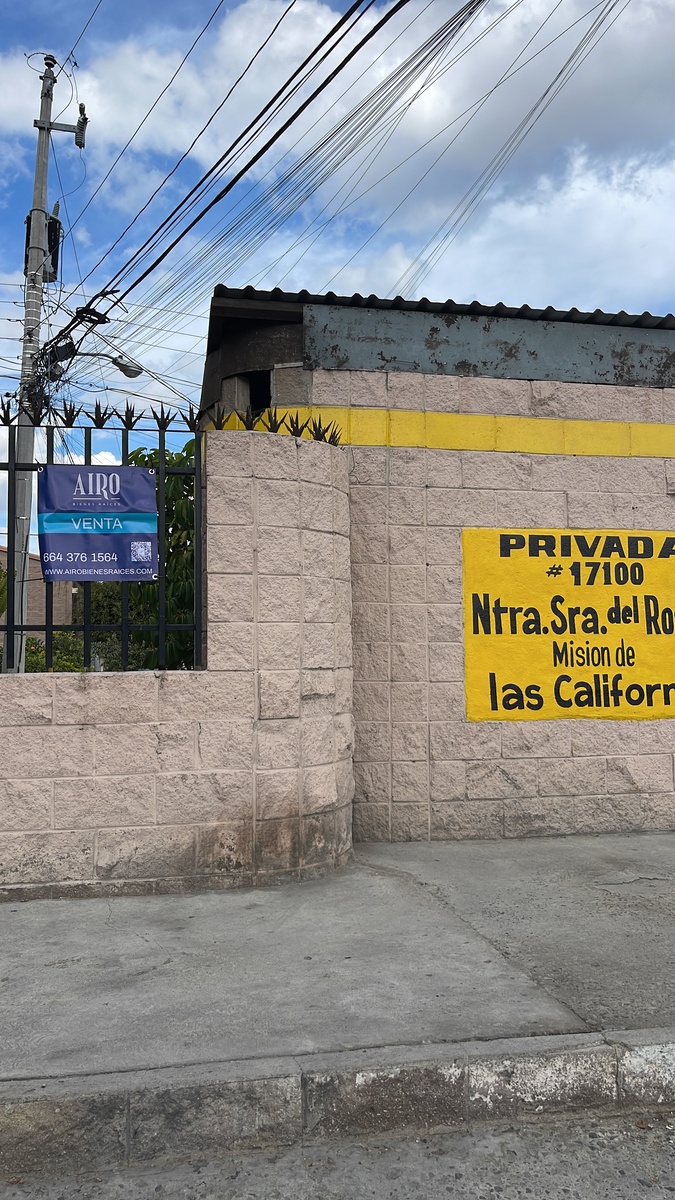 AIRO
BIENES RAICES
VENTA
664 376 1564
WWW.AIROBIENESRAICES.COM
PRIVADA
#17100
Ntra.Sra.del Ro
Mision de
las Californ